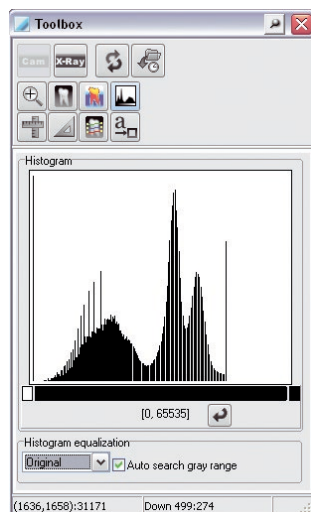 Toolbox
Cam X-Ray
a
Histogram
[0, 65535]
Histogram equalization
Original Auto search gray range
(1636,1658):31171 Down 499:274